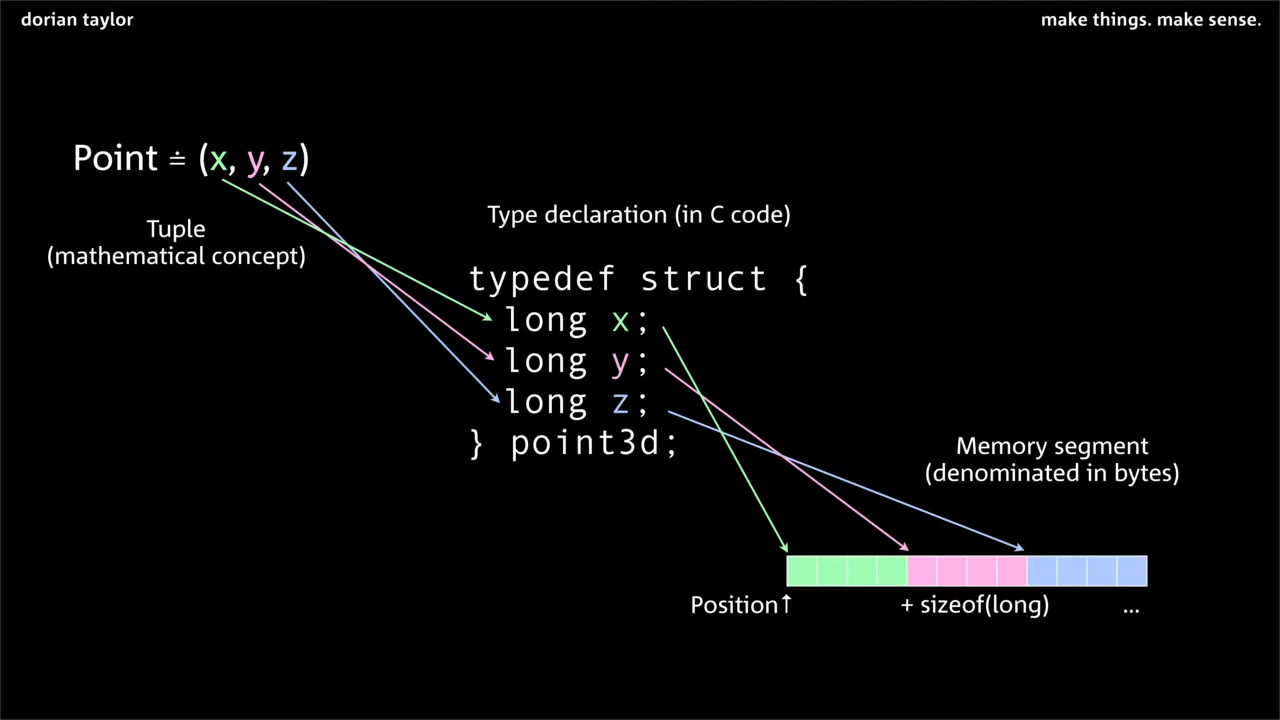 dorian taylor
make things. make sense.
Point ≐ (x, y, z)
Tuple
(mathematical concept)
Type declaration (in C code)
typedef struct {
long x;
long y;
long z;
} point3d;
Memory segment
(denominated in bytes)
Position↑
+ sizeof(long)
...